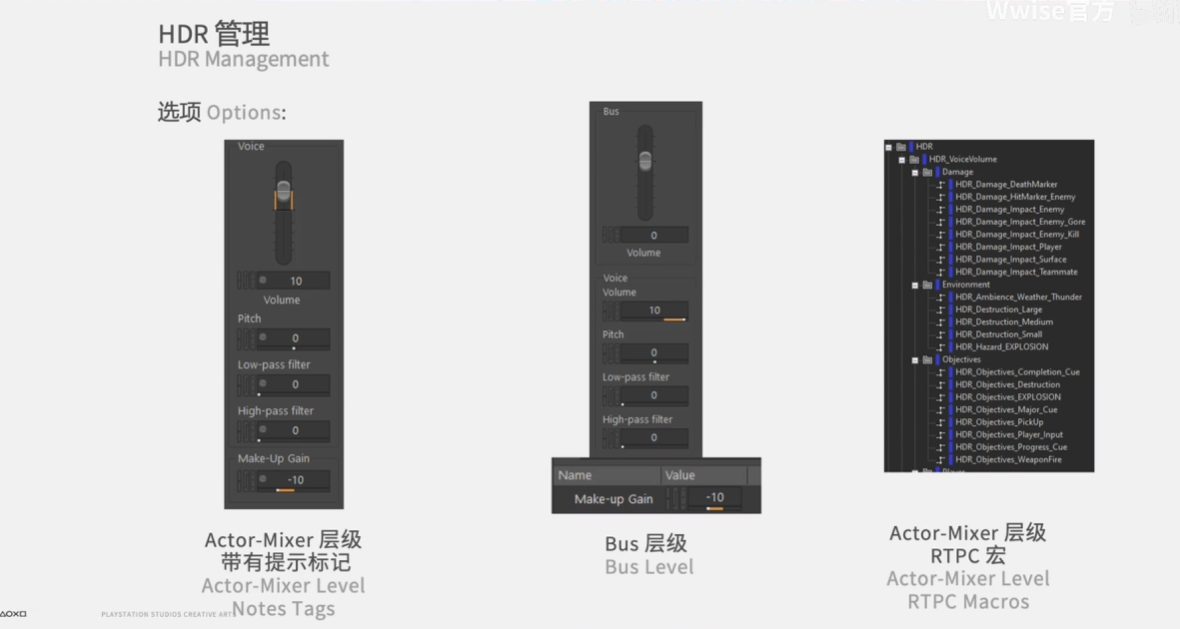 Wwise官方
HDR 管理
HDR Management
选项 Options:
Voice
10
Volume
Pitch
0
Low-pass filter
0
High-pass filter
0
Make-Up Gain
-10
Actor-Mixer 层级
带有提示标记
Actor-Mixer Level
Notes Tags
Bus
0
Volume
Voice
Volume
10
Pitch
0
Low-pass filter
0
High-pass filter
0
Name Value
Make-up Gain -10
Bus 层级
Bus Level
HDR
HDR_VoiceVolume
Damage
HDR_Damage_DeathMarker
HDR_Damage_HitMarker_Enemy
HDR_Damage_Impact_Enemy
HDR_Damage_Impact_Enemy_Gore
HDR_Damage_Impact_Enemy_Kill
HDR_Damage_Impact_Player
HDR_Damage_Impact_Surface
HDR_Damage_Impact_Teammate
Environment
HDR_Ambience_Weather_Thunder
HDR_Destruction_Large
HDR_Destruction_Medium
HDR_Destruction_Small
HDR_Hazard_EXPLOSION
Objectives
HDR_Objectives_Completion_Cue
HDR_Objectives_Destruction
HDR_Objectives_EXPLOSION
HDR_Objectives_Major_Cue
HDR_Objectives_PickUp
HDR_Objectives_Player_Input
HDR_Objectives_Progress_Cue
HDR_Objectives_WeaponFire
Actor-Mixer 层级
RTPC 宏
Actor-Mixer Level
RTPC Macros
PLAYSTATION STUDIOS CREATIVE ARTS